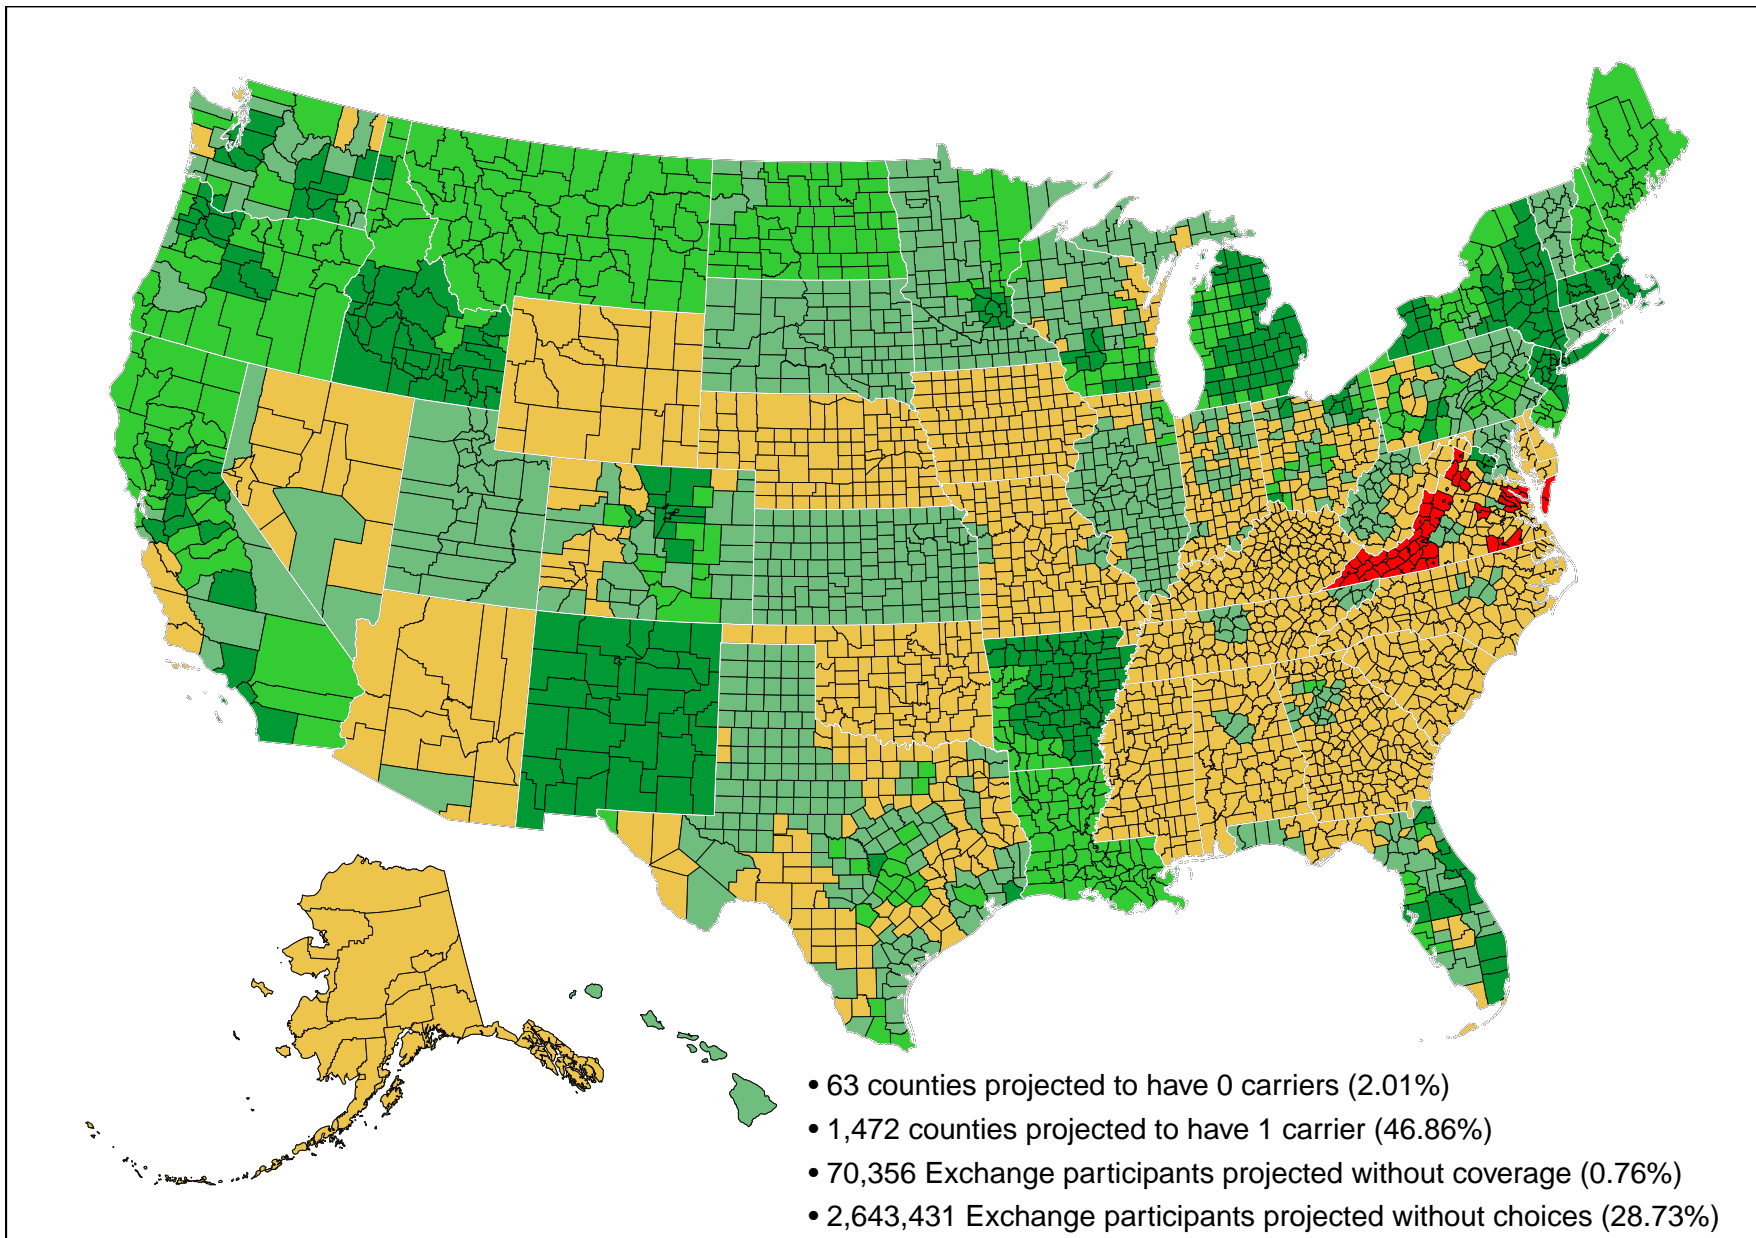 • 63 counties projected to have 0 carriers (2.01%)
• 1,472 counties projected to have 1 carrier (46.86%)
• 70,356 Exchange participants projected without coverage (0.76%)
• 2,643,431 Exchange participants projected without choices (28.73%)